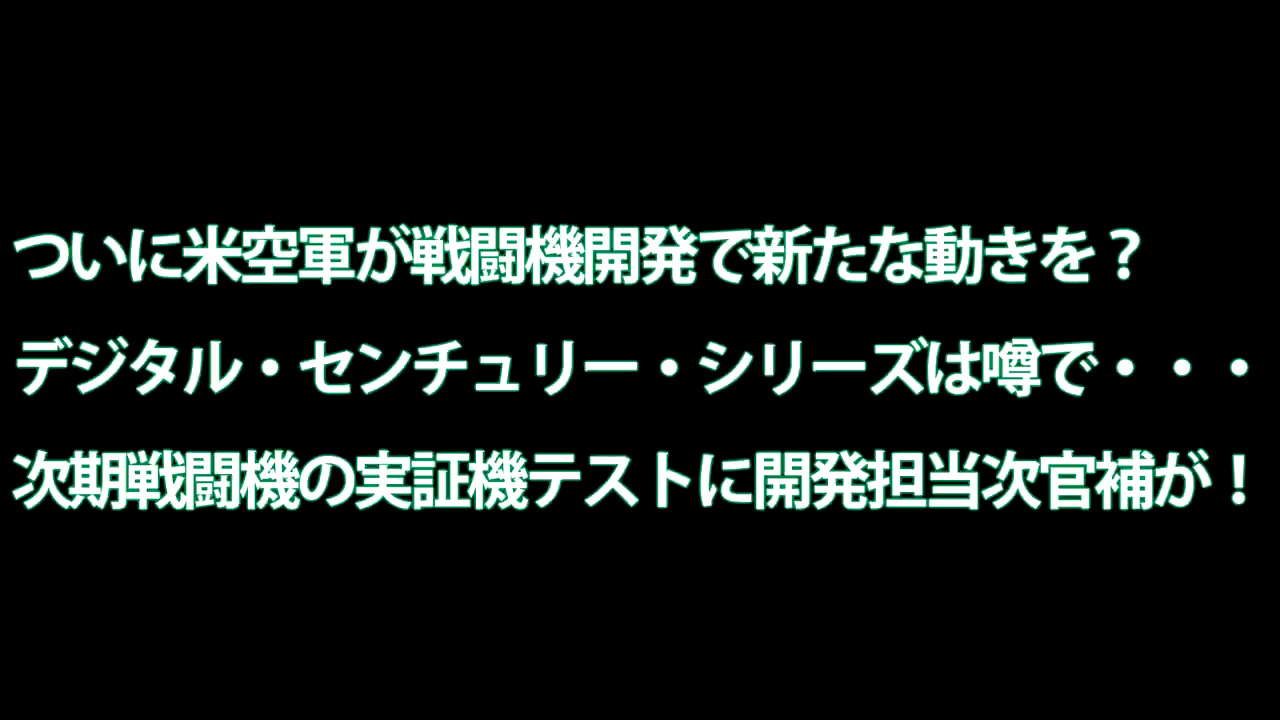 ついに米空軍が戦闘機開発で新たな動きを？
デジタル・センチュリー・シリーズは噂で・・・
次期戦闘機の実証機テストに開発担当次官補が！